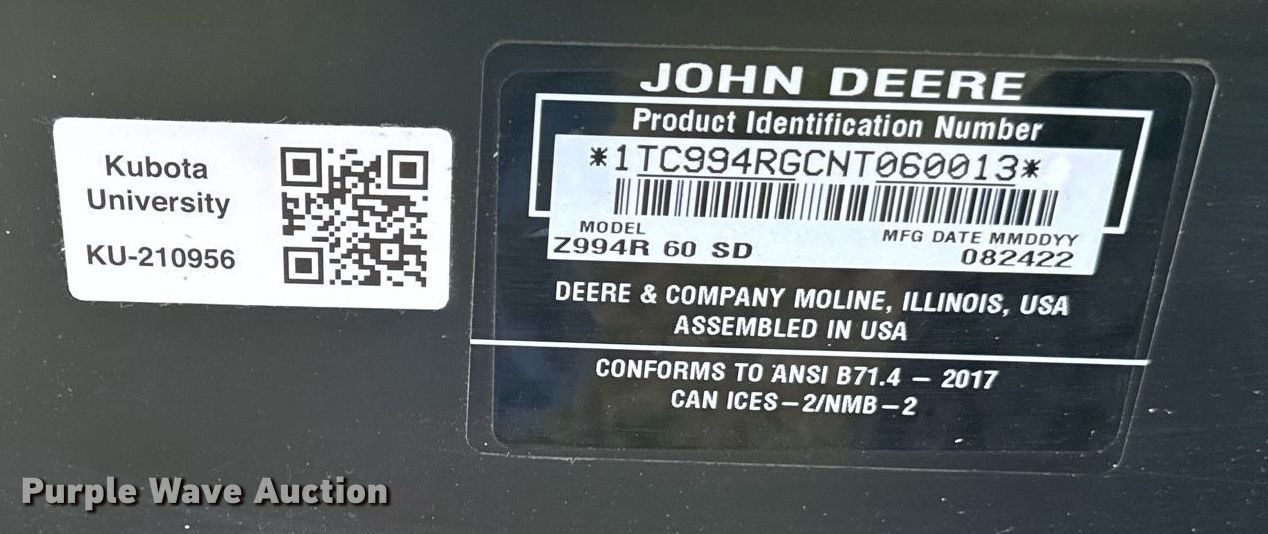 Kubota
University
KU-210956
JOHN DEERE
Product Identification Number
*1TC994RGCNT060013*
MODEL
Z994R 60 SD
MFG DATE MMDDYY
082422
DEERE & COMPANY MOLINE, ILLINOIS, USA
ASSEMBLED IN USA
CONFORMS TO ANSI B71.4 – 2017
CAN ICES–2/NMB–2
Purple Wave Auction